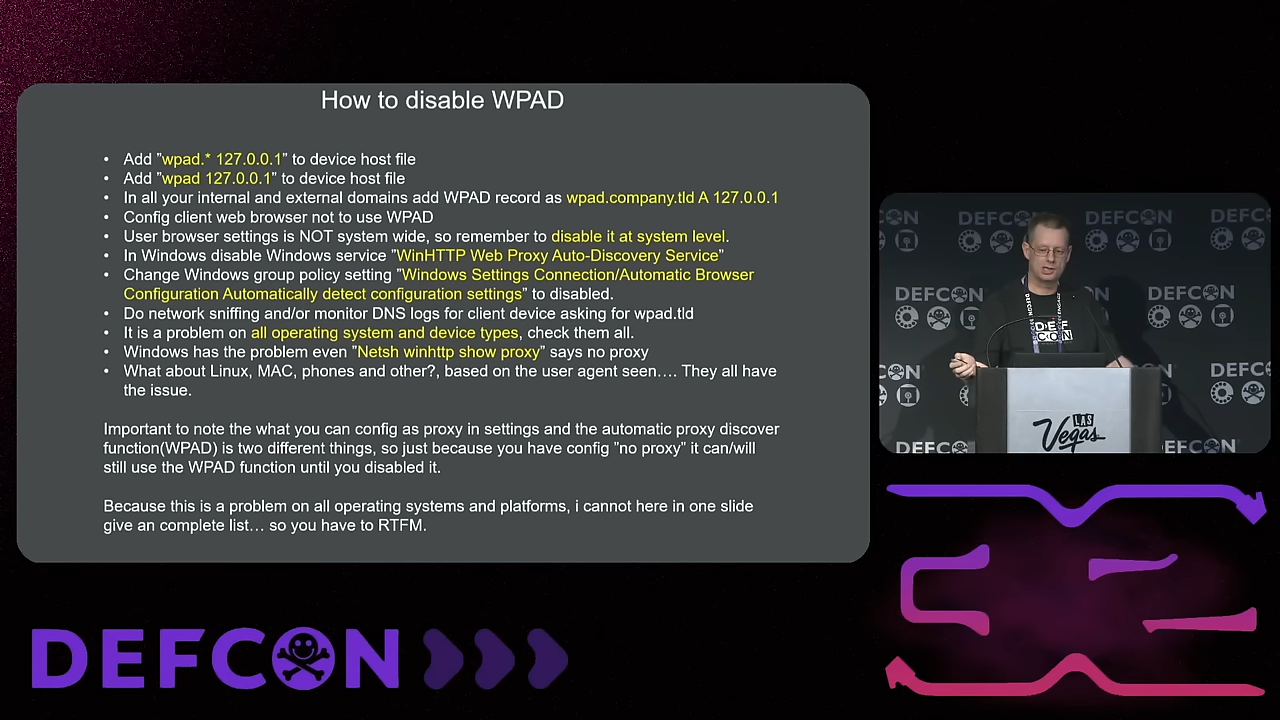 How to disable WPAD
• Add "wpad.* 127.0.0.1" to device host file
• Add "wpad 127.0.0.1" to device host file
• In all your internal and external domains add WPAD record as wpad.company.tld A 127.0.0.1
• Config client web browser not to use WPAD
• User browser settings is NOT system wide, so remember to disable it at system level.
• In Windows disable Windows service "WinHTTP Web Proxy Auto-Discovery Service"
• Change Windows group policy setting "Windows Settings Connection/Automatic Browser
Configuration Automatically detect configuration settings" to disabled.
• Do network sniffing and/or monitor DNS logs for client device asking for wpad.tld
• It is a problem on all operating system and device types, check them all.
• Windows has the problem even "Netsh winhttp show proxy" says no proxy
• What about Linux, MAC, phones and other?, based on the user agent seen.... They all have
the issue.
Important to note the what you can config as proxy in settings and the automatic proxy discover
function(WPAD) is two different things, so just because you have config "no proxy" it can/will
still use the WPAD function until you disabled it.
Because this is a problem on all operating systems and platforms, i cannot here in one slide
give an complete list... so you have to RTFM.
CON DEFCON DEFCON DEFC
DEFCON DEFCON
DEF
CON
CON DEFC
LAS
Vegas
DEFCON DEFCON
DEFCON